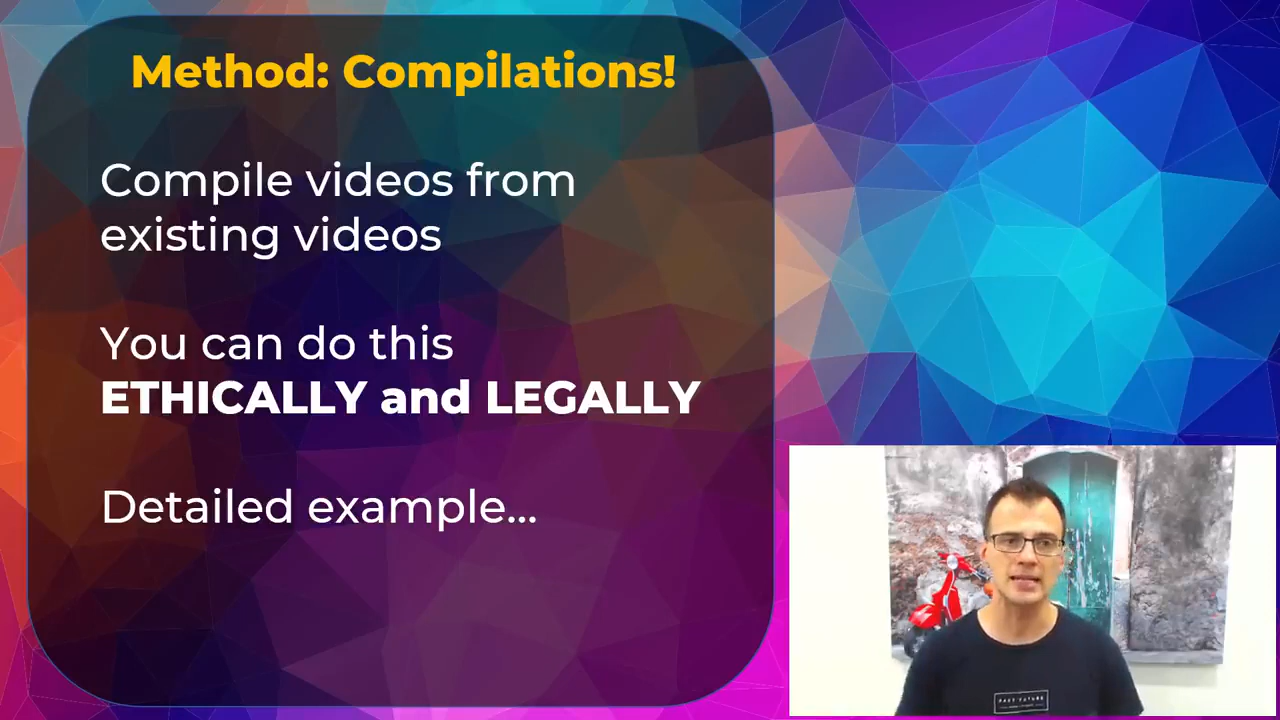 Method: Compilations!
Compile videos from
existing videos
You can do this
ETHICALLY and LEGALLY
Detailed example...